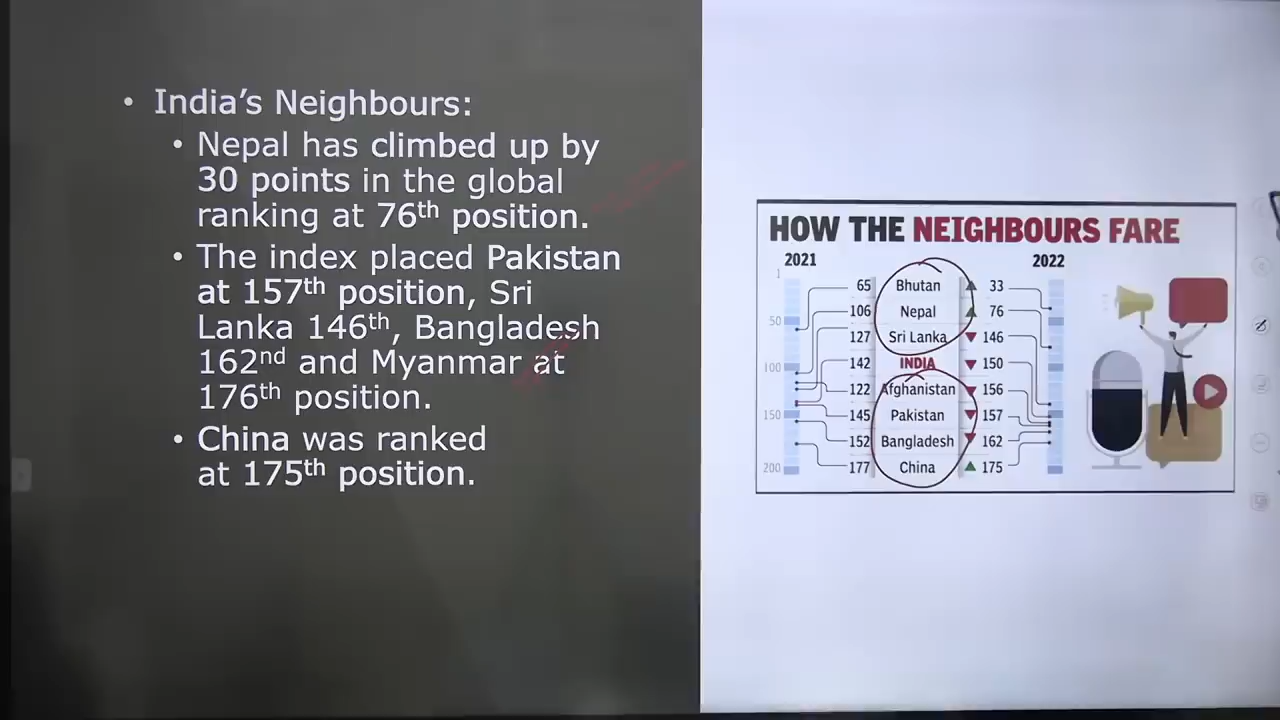 • India’s Neighbours:
• Nepal has climbed up by
30 points in the global
ranking at 76th position.
• The index placed Pakistan
at 157th position, Sri
Lanka 146th, Bangladesh
162nd and Myanmar at
176th position.
• China was ranked
at 175th position.
HOW THE NEIGHBOURS FARE
2021 2022
1
50
100
150
200
65 Bhutan 33
106 Nepal 76
127 Sri Lanka 146
142 INDIA 150
122 Afghanistan 156
145 Pakistan 157
152 Bangladesh 162
177 China 175